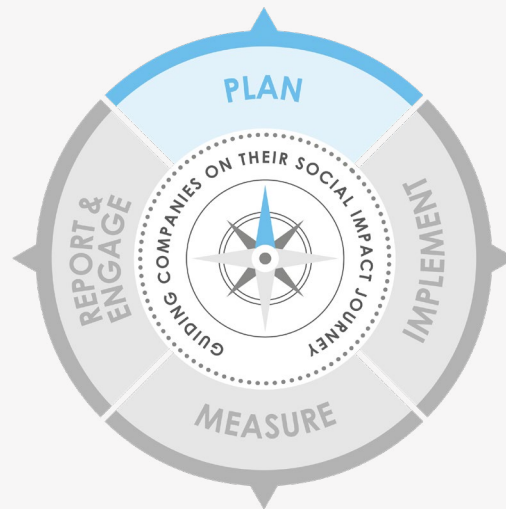 PLAN
GUIDING COMPANIES ON THEIR SOCIAL IMPACT JOURNEY
REPORT &
ENGAGE
IMPLEMENT
MEASURE